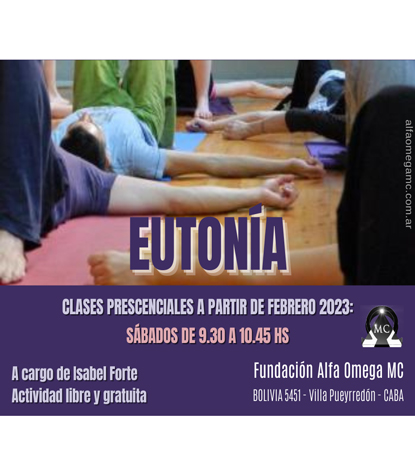 alfaomegamc.com.ar
EUTONÍA
CLASES PRESCENCIALES A PARTIR DE FEBRERO 2023:
SÁBADOS DE 9.30 A 10.45 HS
MC
A cargo de Isabel Forte
Actividad libre y gratuita
Fundación Alfa Omega MC
BOLIVIA 5451 - Villa Pueyrredón - CABA